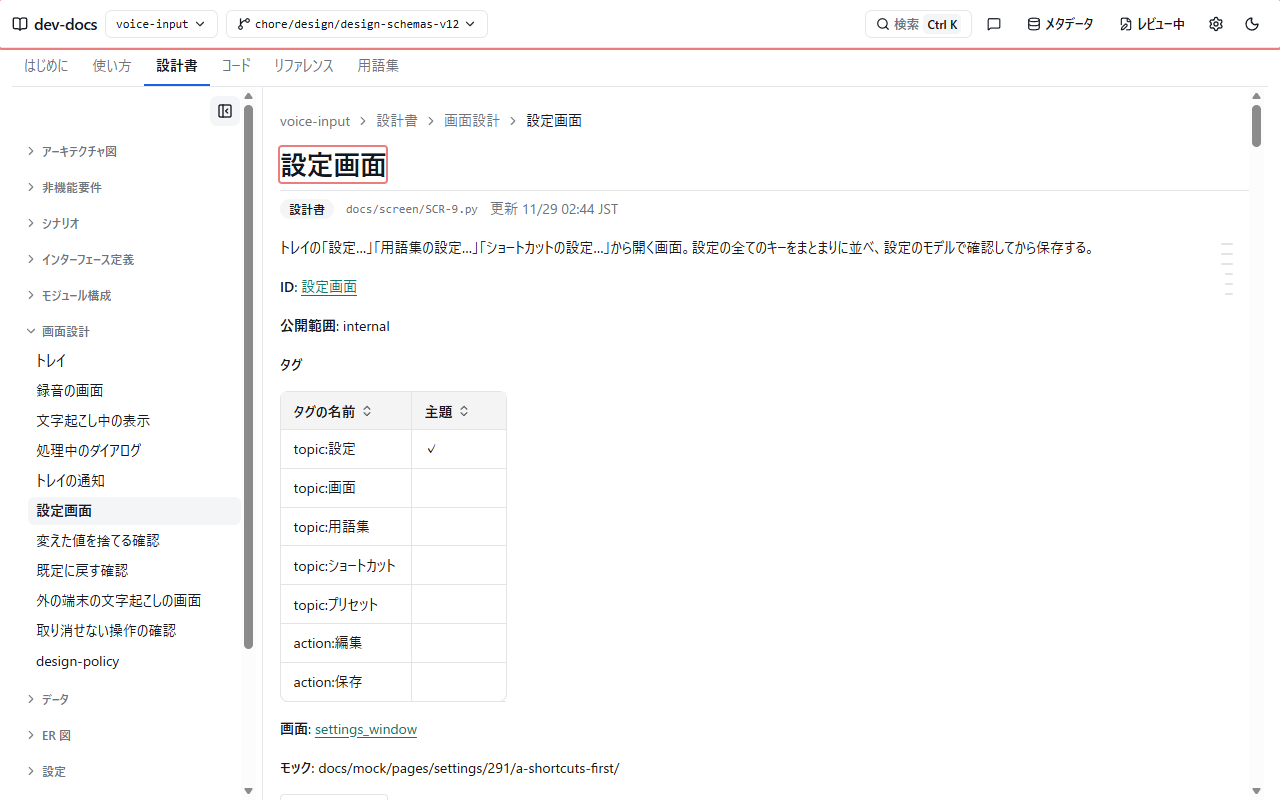 dev-docs
voice-input
chore/design/design-schemas-v12
検索 Ctrl K
メタデータ
レビュー中
はじめに
使い方
設計書
コード
リファレンス
用語集
アーキテクチャ図
非機能要件
シナリオ
インターフェース定義
モジュール構成
画面設計
トレイ
録音の画面
文字起こし中の表示
処理中のダイアログ
トレイの通知
設定画面
変えた値を捨てる確認
既定に戻す確認
外の端末の文字起こしの画面
取り消せない操作の確認
design-policy
データ
ER 図
設定
voice-input > 設計書 > 画面設計 > 設定画面
設定画面
設計書 docs/screen/SCR-9.py 更新 11/29 02:44 JST
トレイの「設定...」「用語集の設定...」「ショートカットの設定...」から開く画面。設定の全てのキーをまとまりに並べ、設定のモデルで確認してから保存する。
ID: 設定画面
公開範囲: internal
タグ
タグの名前 主題
topic:設定 ✓
topic:画面
topic:用語集
topic:ショートカット
topic:プリセット
action:編集
action:保存
画面: settings_window
モック: docs/mock/pages/settings/291/a-shortcuts-first/